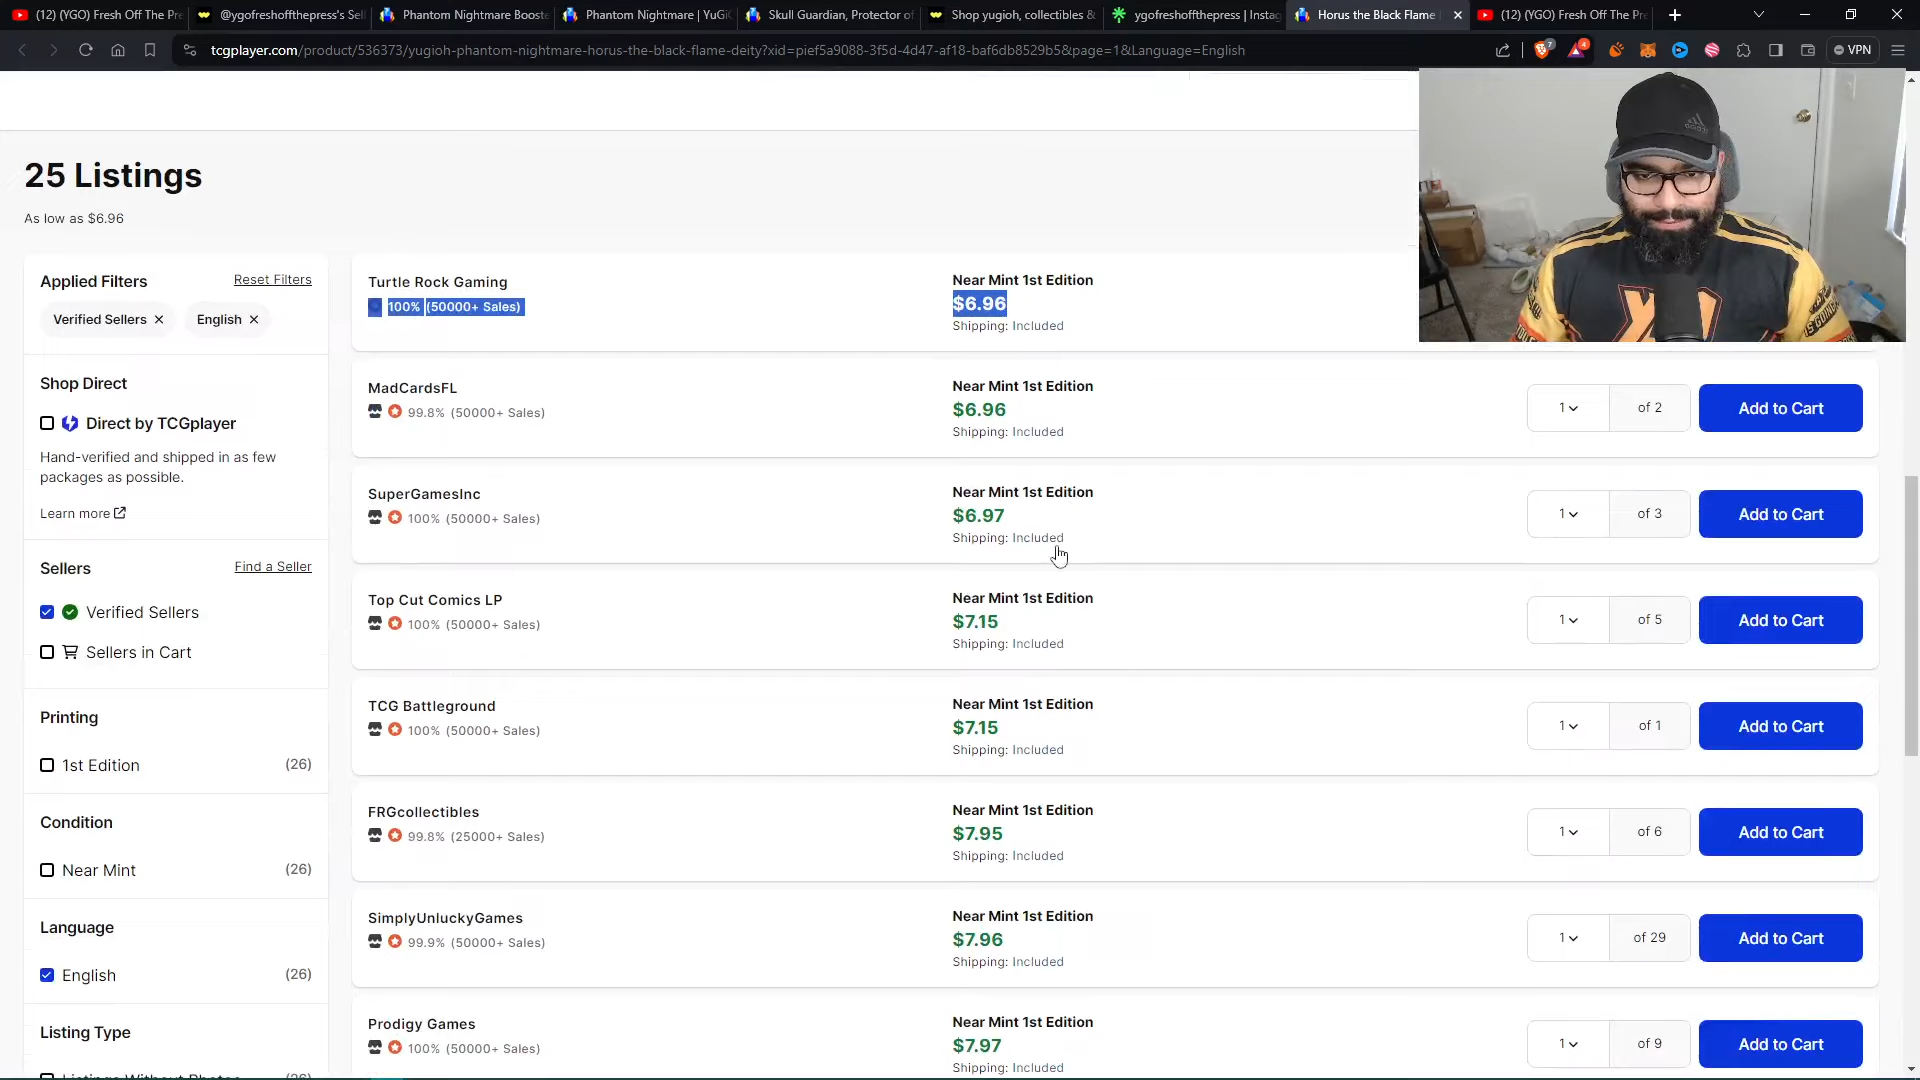 (12) (YGO) Fresh Off The Pre
@ygofreshoffthepress's Sel
Phantom Nightmare Booste
Phantom Nightmare | YuGi
Skull Guardian, Protector of
Shop yugioh, collectibles &
ygofreshoffthepress | Instag
Horus the Black Flame
(12) (YGO) Fresh Off The Pre
tcgplayer.com/product/536373/yugioh-phantom-nightmare-horus-the-black-flame-deity?xid=pief5a9088-3f5d-4d47-af18-baf6db8529b5&page=1&Language=English
7
4
VPN
25 Listings
As low as $6.96
Applied Filters
Reset Filters
Verified Sellers
English
Shop Direct
Direct by TCGplayer
Hand-verified and shipped in as few
packages as possible.
Learn more
Sellers
Find a Seller
Verified Sellers
Sellers in Cart
Printing
1st Edition (26)
Condition
Near Mint (26)
Language
English (26)
Listing Type
Listings Without Photos (26)
Turtle Rock Gaming
100% (50000+ Sales)
Near Mint 1st Edition
$6.96
Shipping: Included
MadCardsFL
99.8% (50000+ Sales)
Near Mint 1st Edition
$6.96
Shipping: Included
1 of 2 Add to Cart
SuperGamesInc
100% (50000+ Sales)
Near Mint 1st Edition
$6.97
Shipping: Included
1 of 3 Add to Cart
Top Cut Comics LP
100% (50000+ Sales)
Near Mint 1st Edition
$7.15
Shipping: Included
1 of 5 Add to Cart
TCG Battleground
100% (50000+ Sales)
Near Mint 1st Edition
$7.15
Shipping: Included
1 of 1 Add to Cart
FRGcollectibles
99.8% (25000+ Sales)
Near Mint 1st Edition
$7.95
Shipping: Included
1 of 6 Add to Cart
SimplyUnluckyGames
99.9% (50000+ Sales)
Near Mint 1st Edition
$7.96
Shipping: Included
1 of 29 Add to Cart
Prodigy Games
100% (50000+ Sales)
Near Mint 1st Edition
$7.97
Shipping: Included
1 of 9 Add to Cart